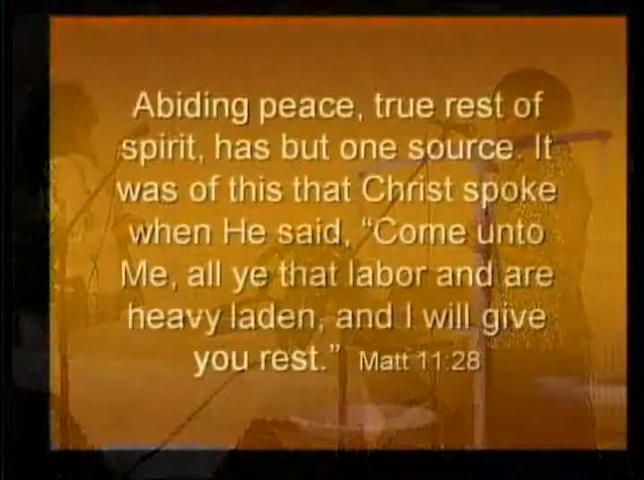 Abiding peace, true rest of
spirit, has but one source. It
was of this that Christ spoke
when He said, “Come unto
Me, all ye that labor and are
heavy laden, and I will give
you rest.” Matt 11:28